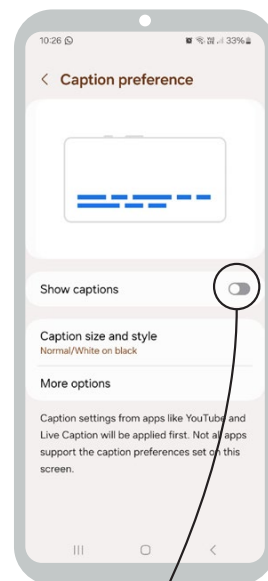 10:26 33%
Caption preference
Show captions
Caption size and style
Normal/White on black
More options
Caption settings from apps like YouTube and
Live Caption will be applied first. Not all apps
support the caption preferences set on this
screen.